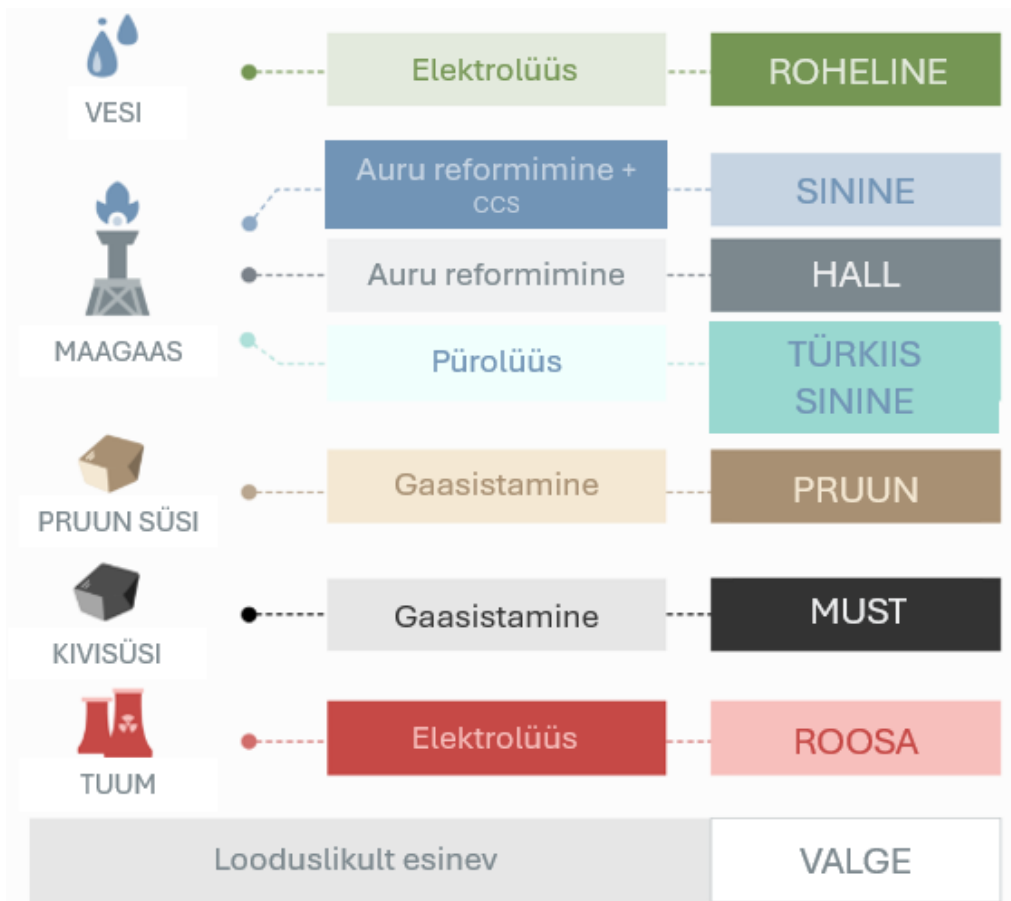 VESI
Elektrolüüs
ROHELINE
Auru reformimine +
CCS
SININE
MAAGAAS
Auru reformimine
HALL
Pürolüüs
TÜRKIIS
SININE
PRUUN SÜSI
Gaasistamine
PRUUN
KIVISÜSI
Gaasistamine
MUST
TUUM
Elektrolüüs
ROOSA
Looduslikult esinev
VALGE